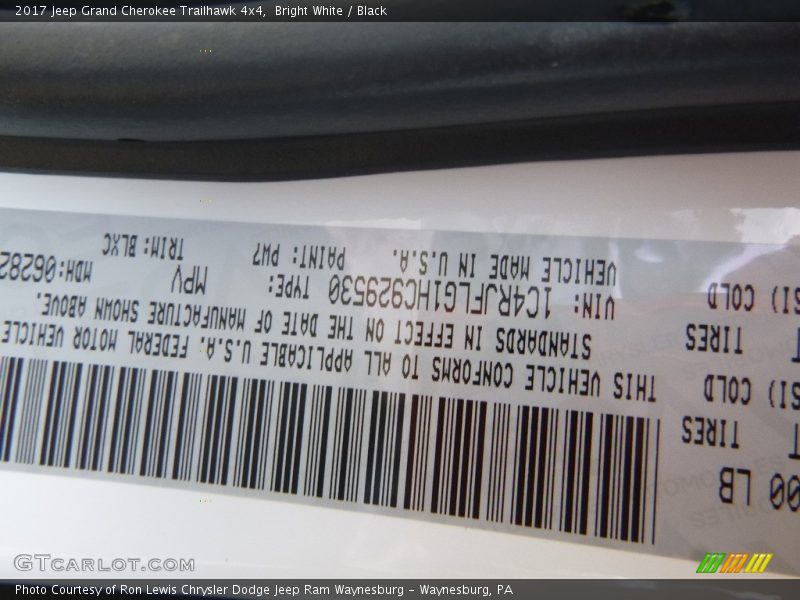 2017 Jeep Grand Cherokee Trailhawk 4x4,  Bright White / Black
00 LB
T TIRES
SI) COLD
T TIRES
SI) COLD
THIS VEHICLE CONFORMS TO ALL APPLICABLE U.S.A. FEDERAL MOTOR VEHICLE
STANDARDS IN EFFECT ON THE DATE OF MANUFACTURE SHOWN ABOVE.
VIN: 1C4RJFLG1HC929530 TYPE: MPV MDH:06282
VEHICLE MADE IN U.S.A. PAINT: PW7 TRIM: BLXC
GTCARLOT.COM
Photo Courtesy of Ron Lewis Chrysler Dodge Jeep Ram Waynesburg – Waynesburg, PA